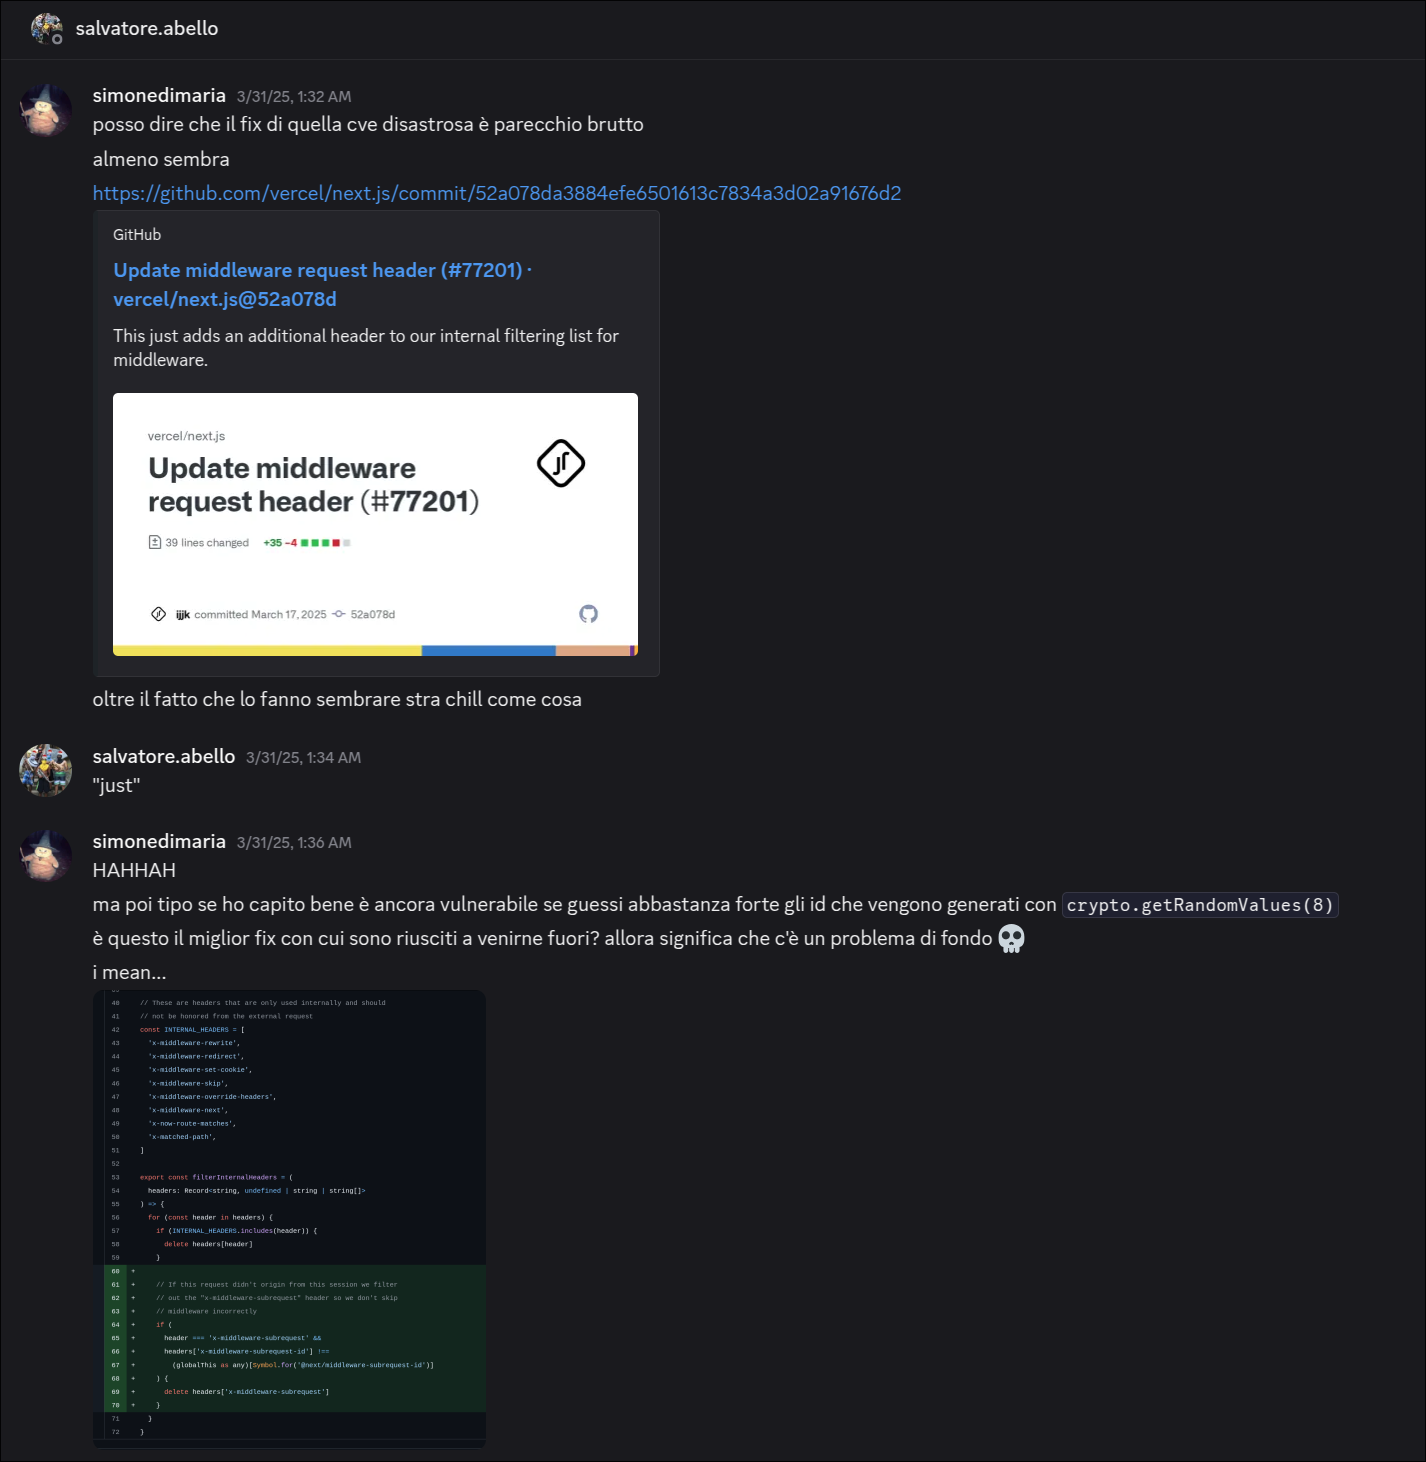 salvatore.abello
simonedimaria 3/31/25, 1:32 AM
posso dire che il fix di quella cve disastrosa è parecchio brutto
almeno sembra
https://github.com/vercel/next.js/commit/52a078da3884efe6501613c7834a3d02a91676d2
GitHub
Update middleware request header (#77201) ·
vercel/next.js@52a078d
This just adds an additional header to our internal filtering list for
middleware.
vercel/next.js
Update middleware
request header (#77201)
39 lines changed +35 -4
ijjk committed March 17, 2025 52a078d
oltre il fatto che lo fanno sembrare stra chill come cosa
salvatore.abello 3/31/25, 1:34 AM
"just"
simonedimaria 3/31/25, 1:36 AM
HAHHAH
ma poi tipo se ho capito bene è ancora vulnerabile se guessi abbastanza forte gli id che vengono generati con crypto.getRandomValues(8)
è questo il miglior fix con cui sono riusciti a venirne fuori? allora significa che c'è un problema di fondo 💀
i mean...
40 // These are headers that are only used internally and should
41 // not be honored from the external request
42 const INTERNAL_HEADERS = [
43 'x-middleware-rewrite',
44 'x-middleware-redirect',
45 'x-middleware-set-cookie',
46 'x-middleware-skip',
47 'x-middleware-override-headers',
48 'x-middleware-next',
49 'x-now-route-matches',
50 'x-matched-path',
51 ]
52
53 export const filterInternalHeaders = (
54 headers: Record<string, undefined | string | string[]>
55 ) => {
56 for (const header in headers) {
57 if (INTERNAL_HEADERS.includes(header)) {
58 delete headers[header]
59 }
60 +
61 + // If this request didn't origin from this session we filter
62 + // out the "x-middleware-subrequest" header so we don't skip
63 + // middleware incorrectly
64 + if (
65 + header === 'x-middleware-subrequest' &&
66 + headers['x-middleware-subrequest-id'] !==
67 + (globalThis as any)[Symbol.for('@next/middleware-subrequest-id')]
68 + ) {
69 + delete headers['x-middleware-subrequest']
70 + }
71 }
72 }